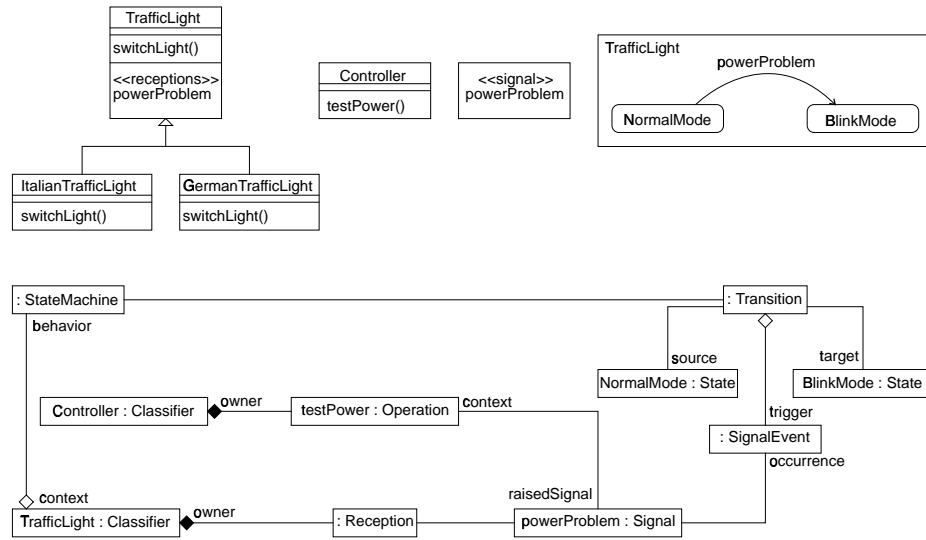 TrafficLight
switchLight()
<<receptions>>
powerProblem
Controller
testPower()
<<signal>>
powerProblem
TrafficLight
powerProblem
NormalMode
BlinkMode
ItalianTrafficLight
switchLight()
GermanTrafficLight
switchLight()
: StateMachine
: Transition
behavior
source
target
NormalMode : State
BlinkMode : State
Controller : Classifier
owner
testPower : Operation
context
trigger
: SignalEvent
occurrence
context
raisedSignal
TrafficLight : Classifier
owner
: Reception
powerProblem : Signal